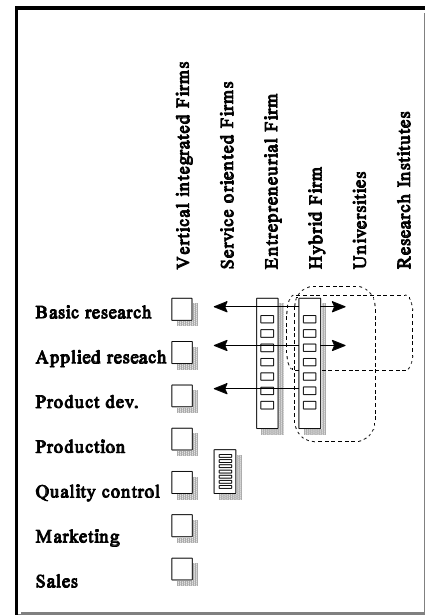 Vertical integrated Firms
Service oriented Firms
Entrepreneurial Firm
Hybrid Firm
Universities
Research Institutes
Basic research
Applied reseach
Product dev.
Production
Quality control
Marketing
Sales